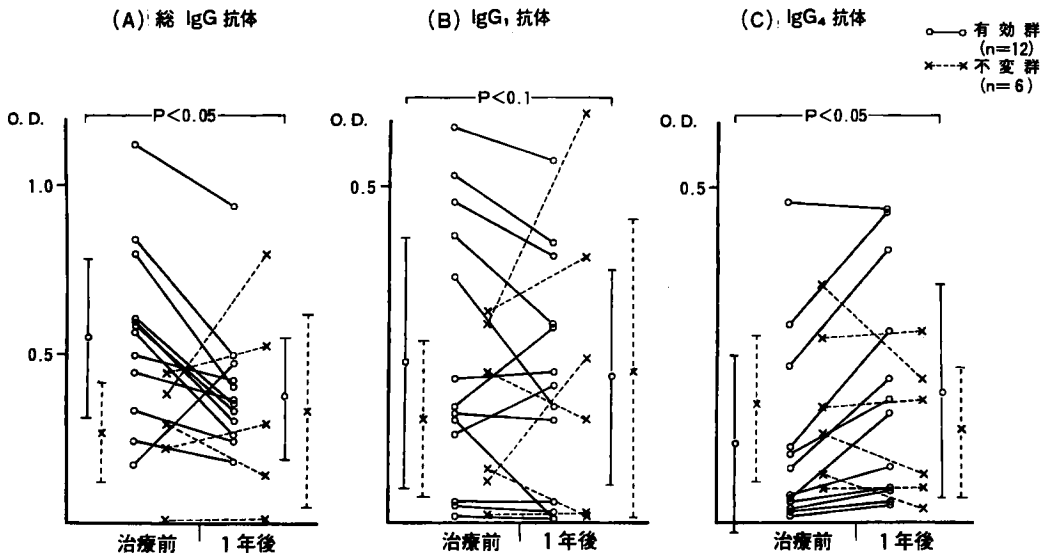 (A) 総 IgG 抗体
(B) IgG₁ 抗体
(C) IgG₄ 抗体
有効群
(n=12)
不変群
(n=6)
O.D.
P<0.05
1.0
0.5
治療前
1年後
O.D.
P<0.1
0.5
治療前
1年後
O.D.
P<0.05
0.5
治療前
1年後